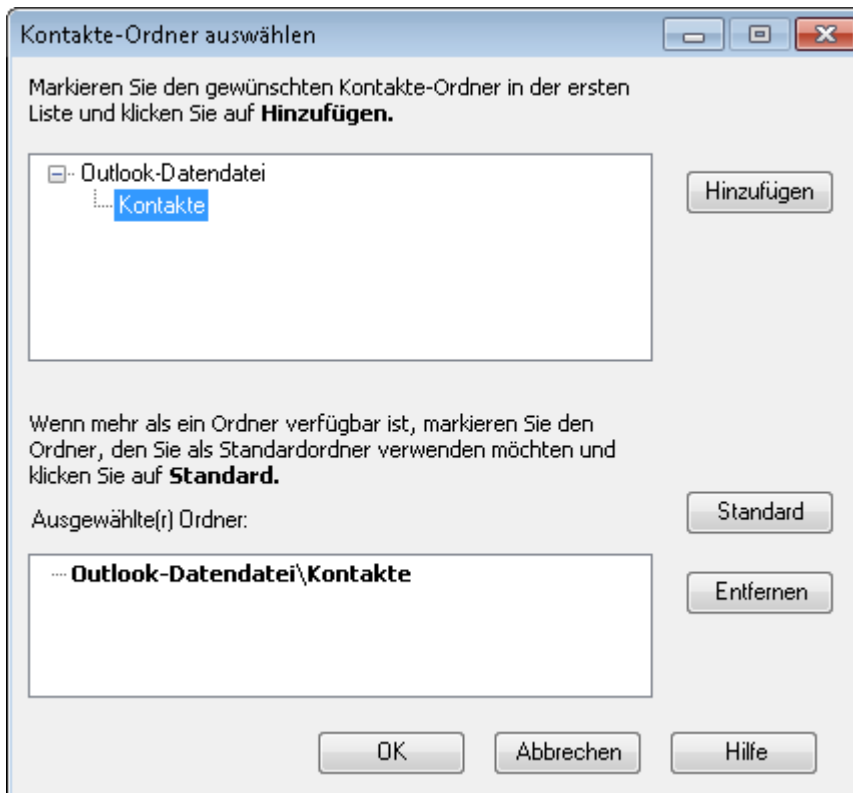 Kontakte-Ordner auswählen
Markieren Sie den gewünschten Kontakte-Ordner in der ersten
Liste und klicken Sie auf Hinzufügen.
Outlook-Datendatei
Kontakte
Hinzufügen
Wenn mehr als ein Ordner verfügbar ist, markieren Sie den
Ordner, den Sie als Standardordner verwenden möchten und
klicken Sie auf Standard.
Standard
Ausgewählte(r) Ordner:
Outlook-Datendatei\Kontakte
Entfernen
OK
Abbrechen
Hilfe